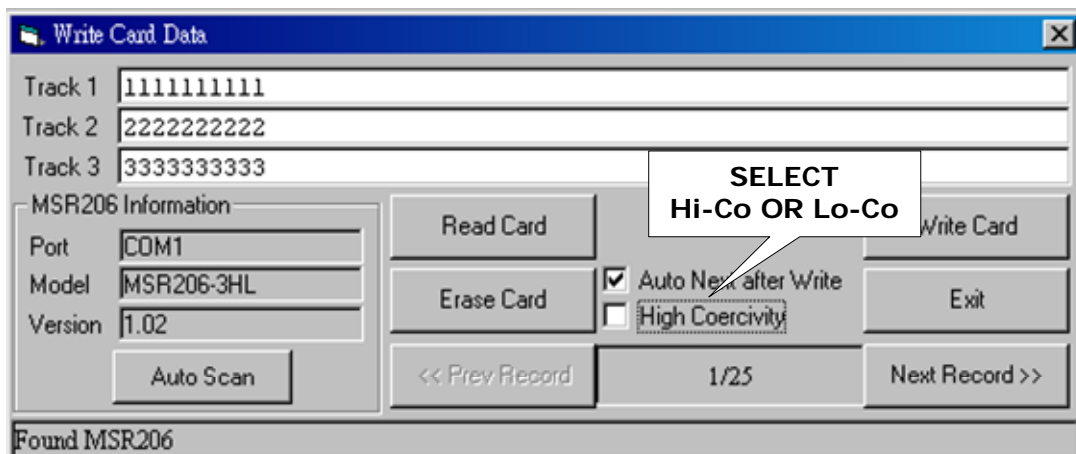 Write Card Data
Track 1 1111111111
Track 2 2222222222
Track 3 3333333333
SELECT
Hi-Co OR Lo-Co
MSR206 Information
Port COM1
Model MSR206-3HL
Version 1.02
Auto Scan
Read Card
Write Card
Erase Card
Auto Next after Write
High Coercivity
Exit
<< Prev Record
1/25
Next Record >>
Found MSR206